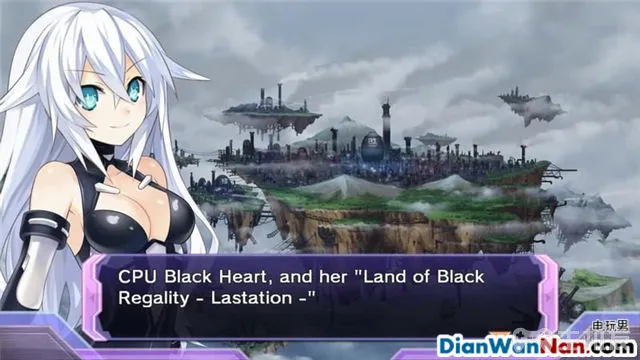 CPU Black Heart, and her "Land of Black
Regality - Lastation -"
电玩男
DianWanNan.com